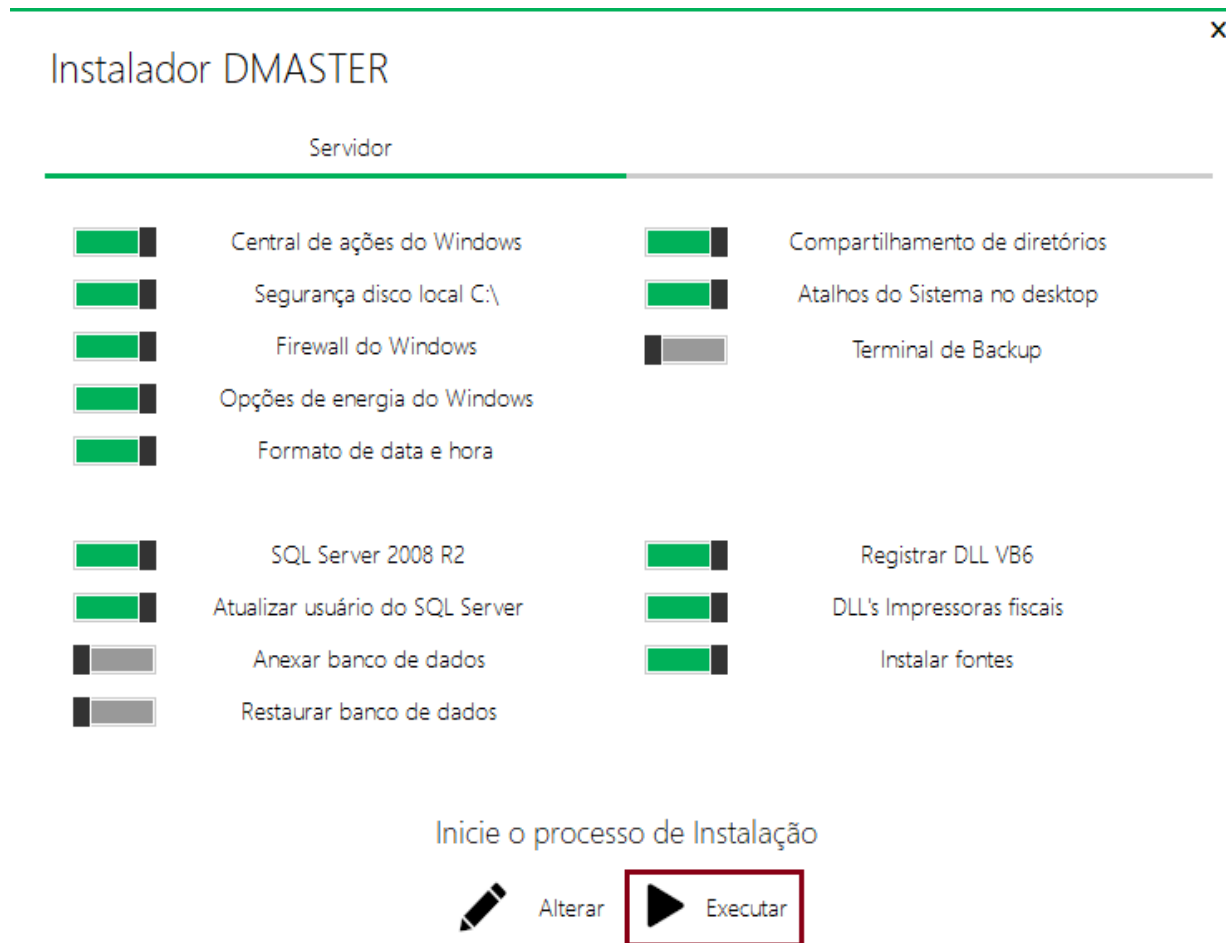 x
Instalador DMASTER
Servidor
Central de ações do Windows
Compartilhamento de diretórios
Segurança disco local C:\
Atalhos do Sistema no desktop
Firewall do Windows
Terminal de Backup
Opções de energia do Windows
Formato de data e hora
SQL Server 2008 R2
Registrar DLL VB6
Atualizar usuário do SQL Server
DLL's Impressoras fiscais
Anexar banco de dados
Instalar fontes
Restaurar banco de dados
Inicie o processo de Instalação
Alterar
Executar